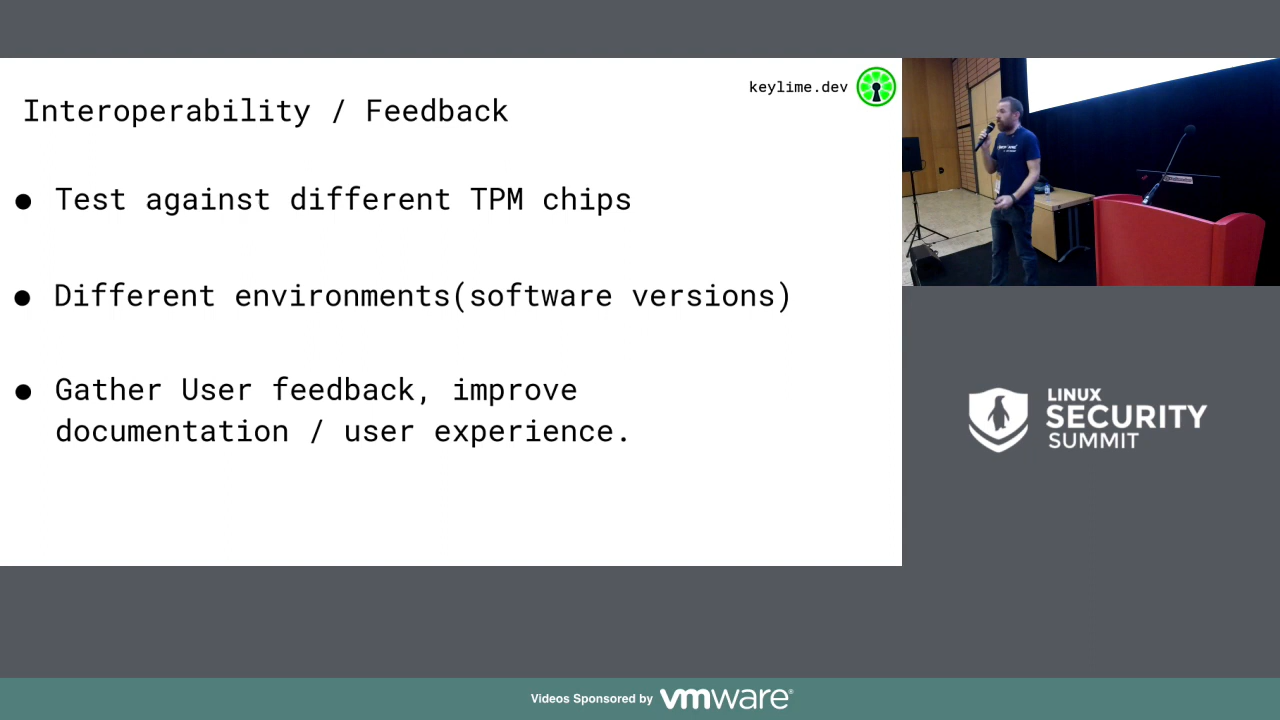 keylime.dev
Interoperability / Feedback
● Test against different TPM chips
● Different environments(software versions)
● Gather User feedback, improve
documentation / user experience.
LINUX
SECURITY
SUMMIT
Videos Sponsored by vmware®